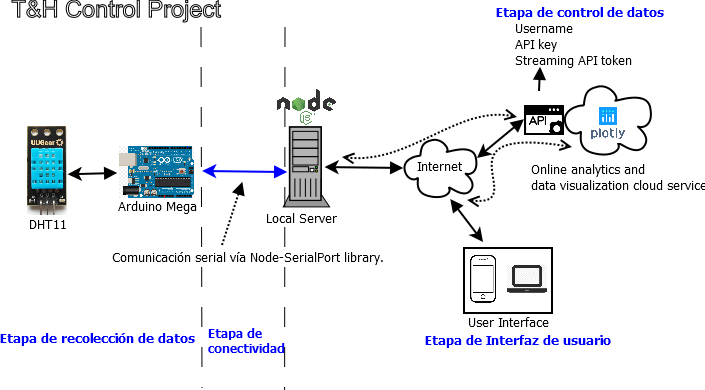 T&H Control Project
Etapa de control de datos
Username
API key
Streaming API token
node
JS
API
plotly
UUGear
Internet
Online analytics and
data visualization cloud service
Arduino Mega
Local Server
DHT11
Comunicación serial vía Node-SerialPort library.
User Interface
Etapa de recolección de datos
Etapa de
conectividad
Etapa de Interfaz de usuario